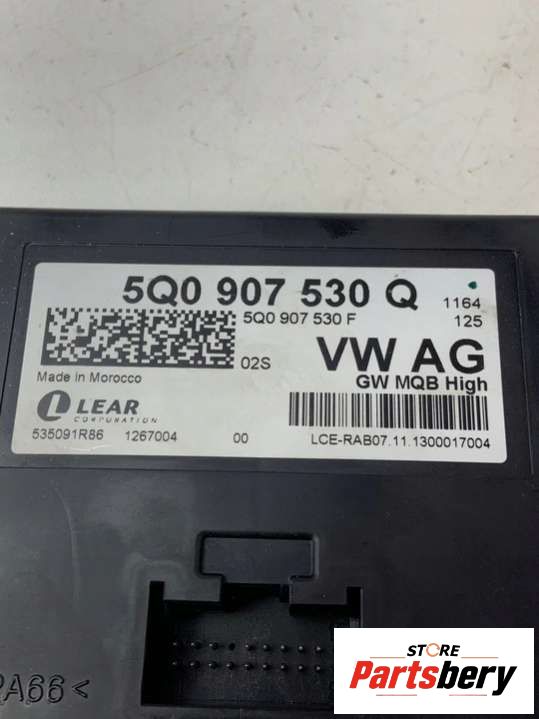 5Q0 907 530 Q 1164
5Q0 907 530 F 125
02S VW AG
Made in Morocco GW MQB High
LEAR
CORPORATION
535091R86 1267004 00 LCE-RAB07.11.1300017004
A66<
STORE
Partsbery